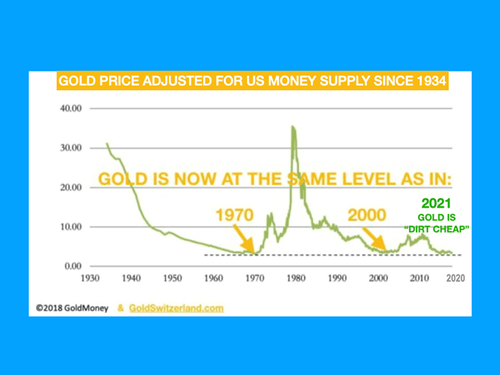 GOLD PRICE ADJUSTED FOR US MONEY SUPPLY SINCE 1934
40.00
30.00
GOLD IS NOW AT THE SAME LEVEL AS IN:
20.00
1970
2000
2021
GOLD IS
"DIRT CHEAP"
10.00
0.00
1930 1940 1950 1960 1970 1980 1990 2000 2010 2020
©2018 GoldMoney & GoldSwitzerland.com